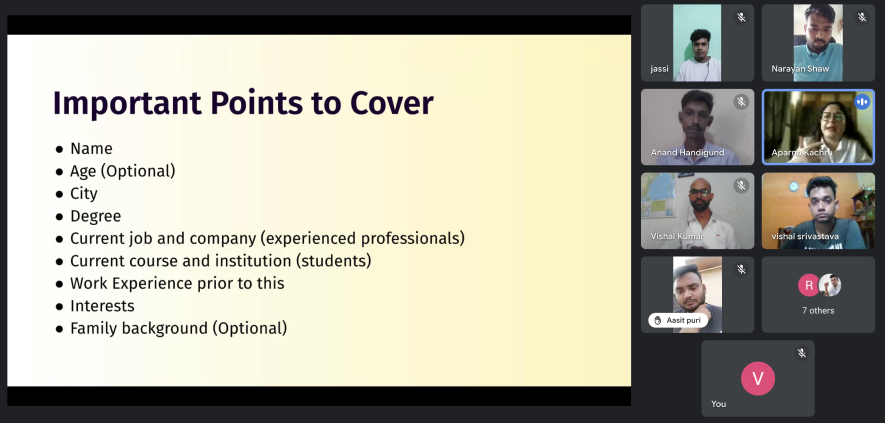 Important Points to Cover
● Name
● Age (Optional)
● City
● Degree
● Current job and company (experienced professionals)
● Current course and institution (students)
● Work Experience prior to this
● Interests
● Family background (Optional)
jassi
Narayan Shaw
Anand Handigund
Aparna Kachru
Vishal Kumar
vishal srivastava
Aasit puri
R
7 others
V
You